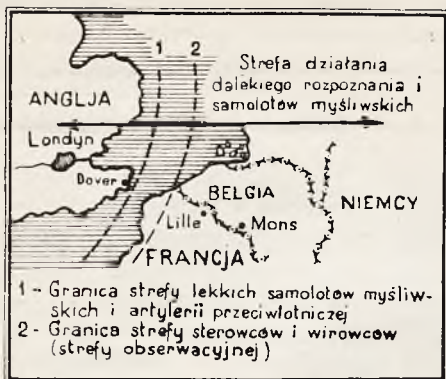 1 2
Strefa działania
dalekiego rozpoznania i
samolotów myśliwskich
ANGLJA
Londyn
Dover
BELGIA
Lille
Mons
NIEMCY
FRANCJA
1 - Granica strefy lekkich samolotów myśliw-
skich i artylerii przeciwlotniczej
2 - Granica strefy sterowców i wirowców
(strefy obserwacyjnej)